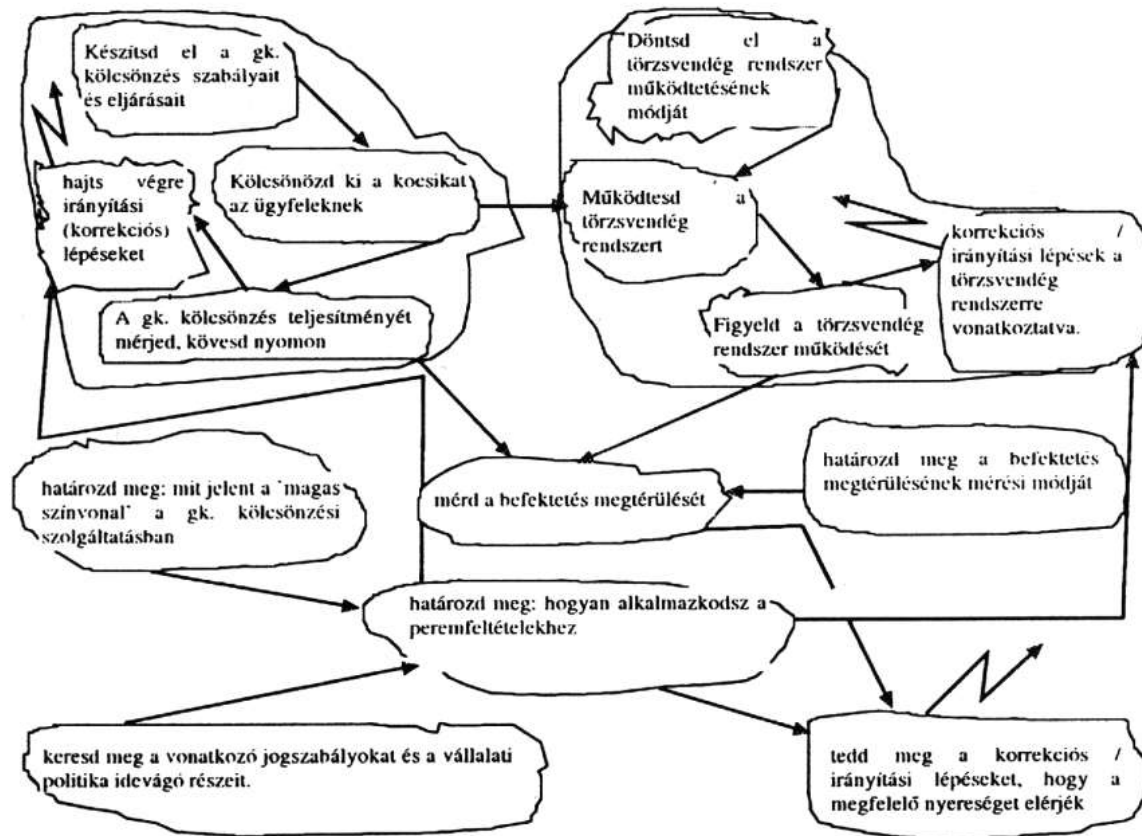 Készítsd el a gk.
kölcsönzés szabályait
és eljárásait
Döntsd el a
törzsvendég rendszer
működtetésének
módját
hajts végre
irányítási
(korrekciós)
lépéseket
Kölcsönözd ki a kocsikat
az ügyfeleknek
Működtesd a
törzsvendég
rendszert
korrekciós /
irányítási lépések a
törzsvendég
rendszerre
vonatkoztatva.
A gk. kölcsönzés teljesítményét
mérjed, kövesd nyomon
Figyeld a törzsvendég
rendszer működését
határozd meg: mit jelent a 'magas
színvonal' a gk. kölcsönzési
szolgáltatásban
mérd a befektetés megtérülését
határozd meg a befektetés
megtérülésének mérési módját
határozd meg: hogyan alkalmazkodsz a
peremfeltételekhez
keresd meg a vonatkozó jogszabályokat és a vállalati
politika idevágó részeit.
tedd meg a korrekciós /
irányítási lépéseket, hogy a
megfelelő nyereséget elérjék